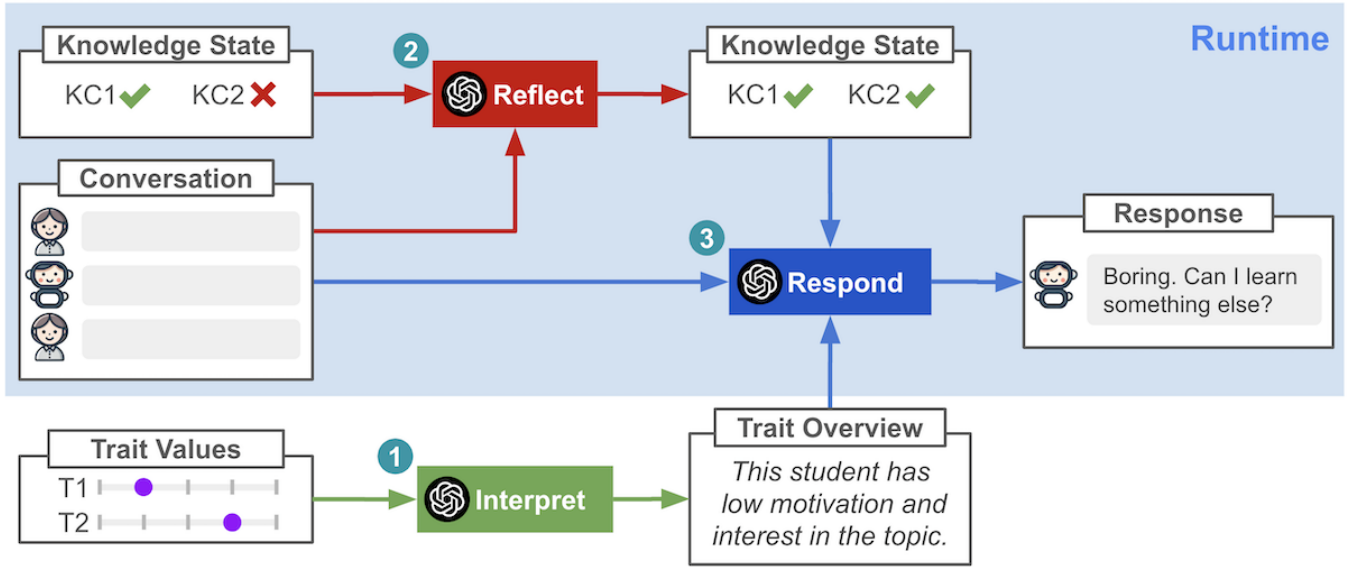 Runtime
Knowledge State
KC1 KC2
2
Reflect
Knowledge State
KC1 KC2
Conversation
3
Respond
Response
Boring. Can I learn
something else?
Trait Values
T1
T2
1
Interpret
Trait Overview
This student has
low motivation and
interest in the topic.